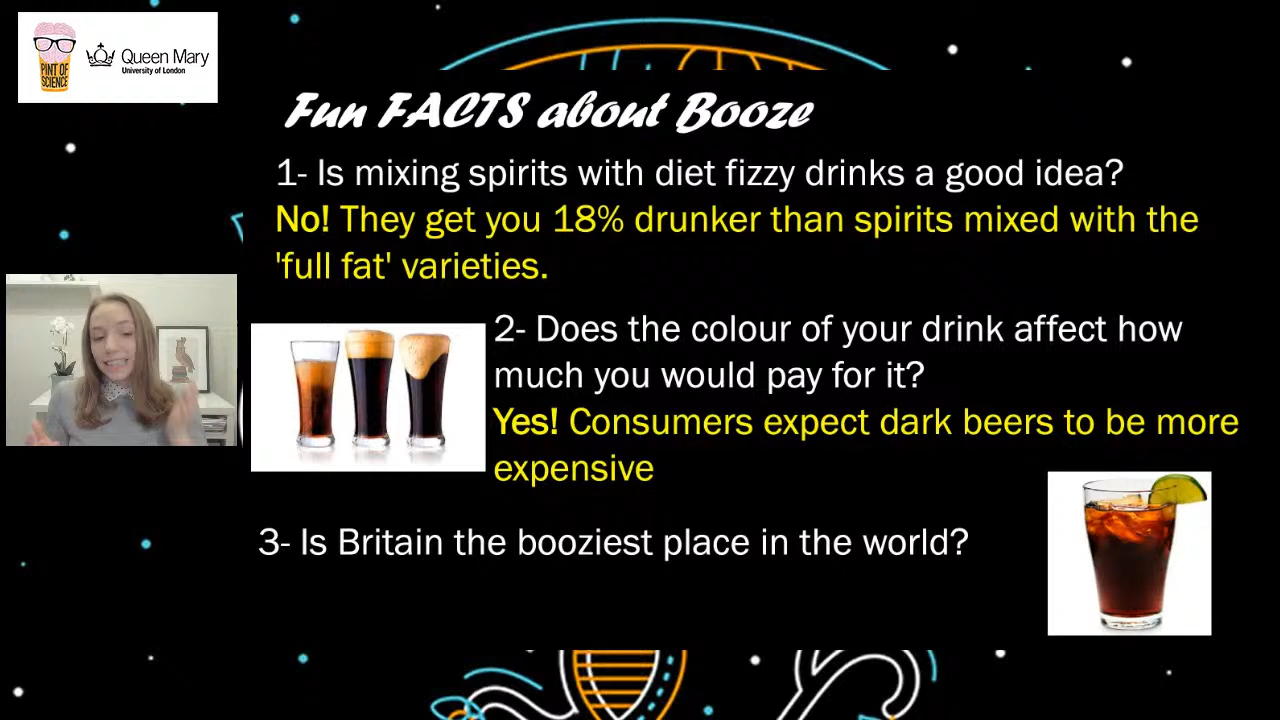 PINT OF
SCIENCE
Queen Mary
University of London
Fun FACTS about Booze
1- Is mixing spirits with diet fizzy drinks a good idea?
No! They get you 18% drunker than spirits mixed with the
'full fat' varieties.
2- Does the colour of your drink affect how
much you would pay for it?
Yes! Consumers expect dark beers to be more
expensive
3- Is Britain the booziest place in the world?